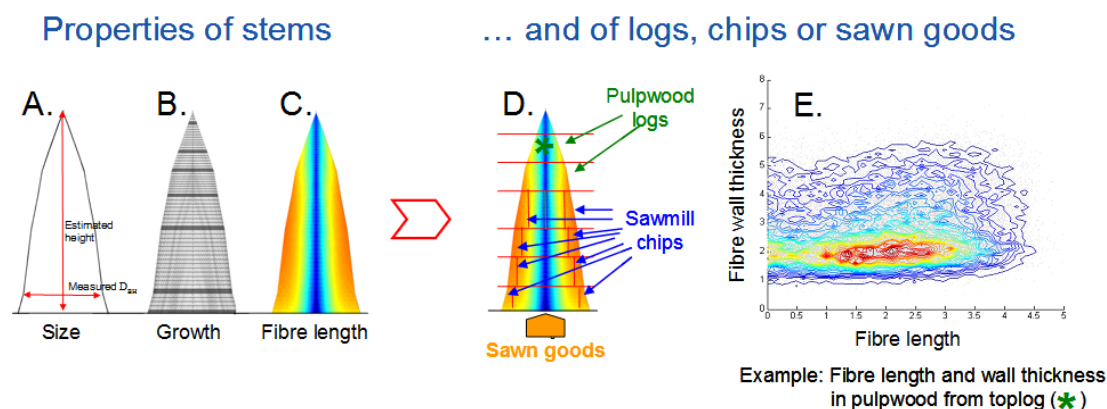 Properties of stems
… and of logs, chips or sawn goods
A.
B.
C.
D.
E.
Estimated
height
Measured D
Size
Growth
Fibre length
Pulpwood
logs
Sawmill
chips
Sawn goods
Fibre wall thickness
8
7
6
5
4
3
2
1
0
0 0.5 1 1.5 2 2.5 3 3.5 4 4.5 5
Fibre length
Example: Fibre length and wall thickness
in pulpwood from toplog (*)